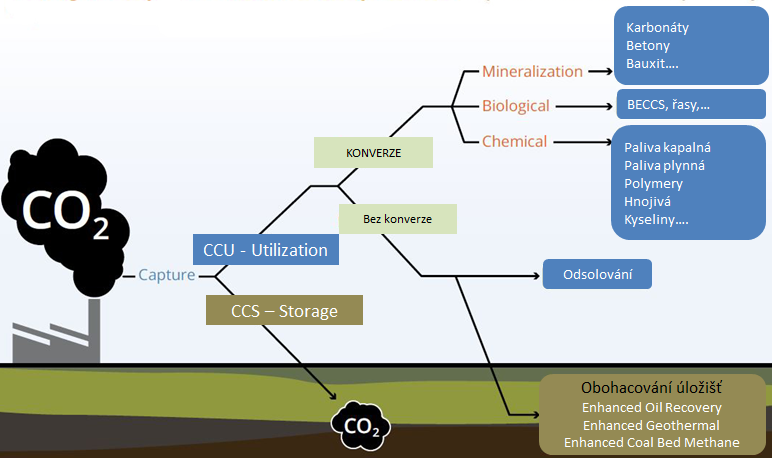 CO2
Capture
CCU - Utilization
CCS – Storage
CO2
KONVERZE
Bez konverze
Mineralization
Biological
Chemical
Karbonáty
Betony
Bauxit....
BECCS, řasy,...
Paliva kapalná
Paliva plynná
Polymery
Hnojivá
Kyseliny....
Odsolování
Obohacování úložišť
Enhanced Oil Recovery
Enhanced Geothermal
Enhanced Coal Bed Methane